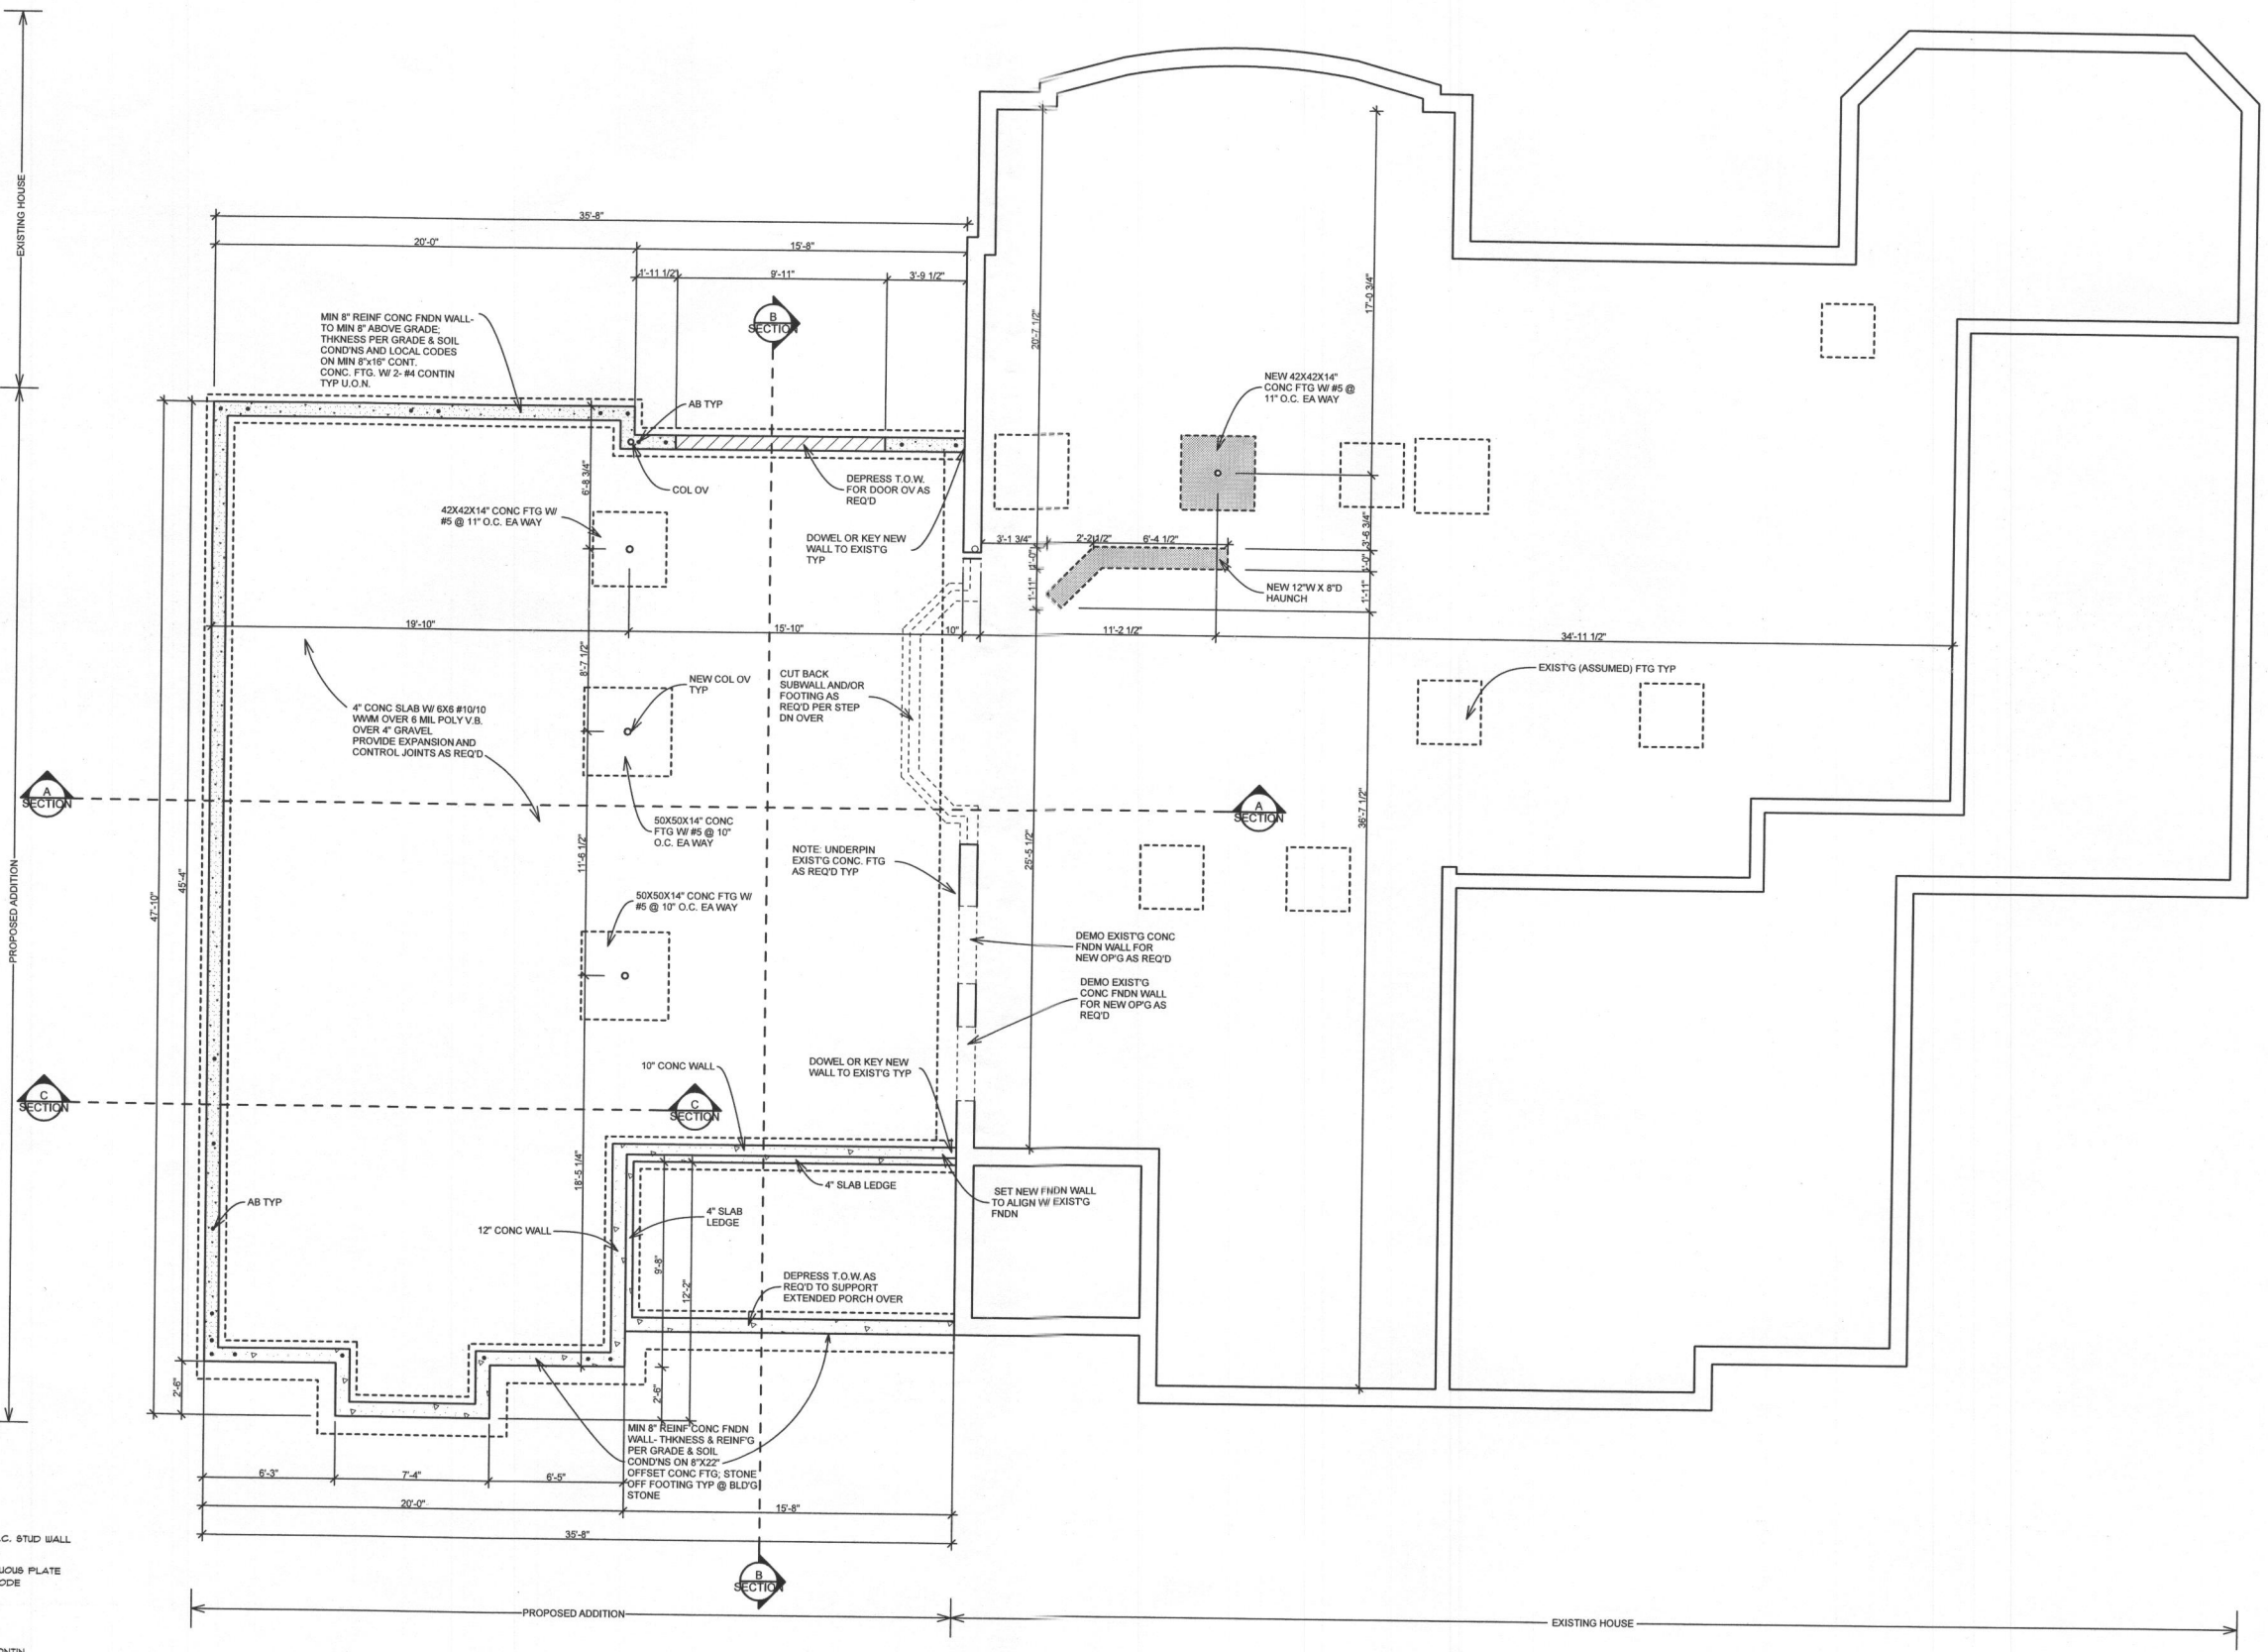 EXISTING HOUSE
35'-8"
20'-0"
15'-8"
1'-11 1/2"
9'-11"
3'-9 1/2"
B
SECTION
MIN 8" REINF CONC FNDN WALL-
TO MIN 8" ABOVE GRADE;
THKNESS PER GRADE & SOIL
COND'NS AND LOCAL CODES
ON MIN 8"x16" CONT.
CONC. FTG. W/ 2- #4 CONTIN
TYP U.O.N.
AB TYP
COL OV
DEPRESS T.O.W.
FOR DOOR OV AS
REQ'D
6'-8 3/4"
42X42X14" CONC FTG W/
#5 @ 11" O.C. EA WAY
DOWEL OR KEY NEW
WALL TO EXIST'G
TYP
20'-7 1/2"
17'-0 3/4"
NEW 42X42X14"
CONC FTG W/ #5 @
11" O.C. EA WAY
3'-1 3/4"
2'-2 1/2"
6'-4 1/2"
3'-6 3/4"
1'-0"
1'-0"
1'-11"
1'-11"
NEW 12"W X 8"D
HAUNCH
19'-10"
15'-10"
10"
11'-2 1/2"
34'-11 1/2"
8'-7 1/2"
4" CONC SLAB W/ 6X6 #10/10
WWM OVER 6 MIL POLY V.B.
OVER 4" GRAVEL
PROVIDE EXPANSION AND
CONTROL JOINTS AS REQ'D
NEW COL OV
TYP
CUT BACK
SUBWALL AND/OR
FOOTING AS
REQ'D PER STEP
DN OVER
EXIST'G (ASSUMED) FTG TYP
A
SECTION
A
SECTION
50X50X14" CONC
FTG W/ #5 @ 10"
O.C. EA WAY
11'-6 1/2"
25'-5 1/2"
36'-7 1/2"
NOTE: UNDERPIN
EXIST'G CONC. FTG
AS REQ'D TYP
50X50X14" CONC FTG W/
#5 @ 10" O.C. EA WAY
47'-10"
45'-4"
PROPOSED ADDITION
DEMO EXIST'G CONC
FNDN WALL FOR
NEW OP'G AS REQ'D
DEMO EXIST'G
CONC FNDN WALL
FOR NEW OP'G AS
REQ'D
10" CONC WALL
DOWEL OR KEY NEW
WALL TO EXIST'G TYP
C
SECTION
C
SECTION
18'-5 1/4"
4" SLAB LEDGE
SET NEW FNDN WALL
TO ALIGN W/ EXIST'G
FNDN
AB TYP
12" CONC WALL
4" SLAB
LEDGE
9'-8"
12'-2"
DEPRESS T.O.W. AS
REQ'D TO SUPPORT
EXTENDED PORCH OVER
2'-6"
2'-6"
MIN 8" REINF CONC FNDN
WALL- THKNESS & REINF'G
PER GRADE & SOIL
COND'NS ON 8"X22"
OFFSET CONC FTG; STONE
OFF FOOTING TYP @ BLD'G
STONE
6'-3"
7'-4"
6'-5"
20'-0"
15'-8"
35'-8"
.C. STUD WALL
UOUS PLATE
ODE
B
SECTION
PROPOSED ADDITION
EXISTING HOUSE